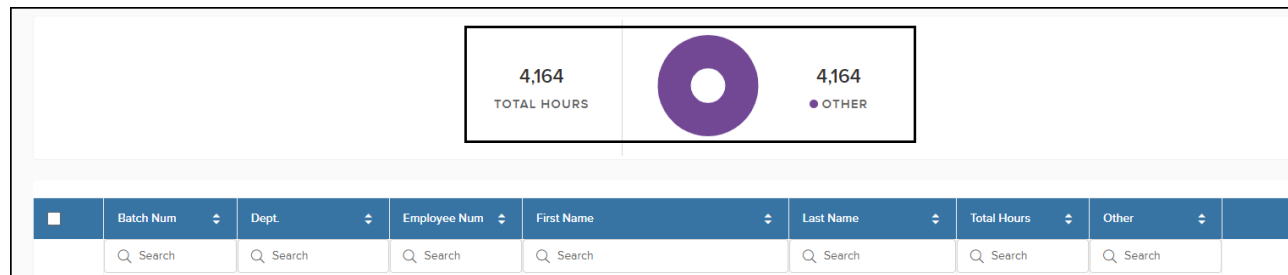 4,164 4,164
TOTAL HOURS OTHER
Batch Num Dept. Employee Num First Name Last Name Total Hours Other
Search Search Search Search Search Search Search